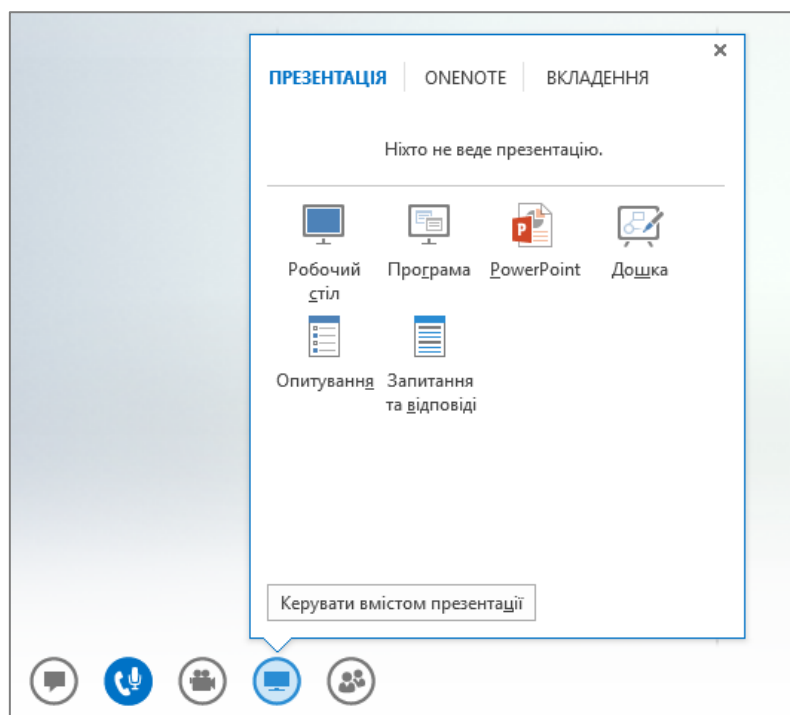 ПРЕЗЕНТАЦІЯ ONENOTE ВКЛАДЕННЯ
Ніхто не веде презентацію.
Робочий стіл
Програма
PowerPoint
Дошка
Опитування
Запитання та відповіді
Керувати вмістом презентації